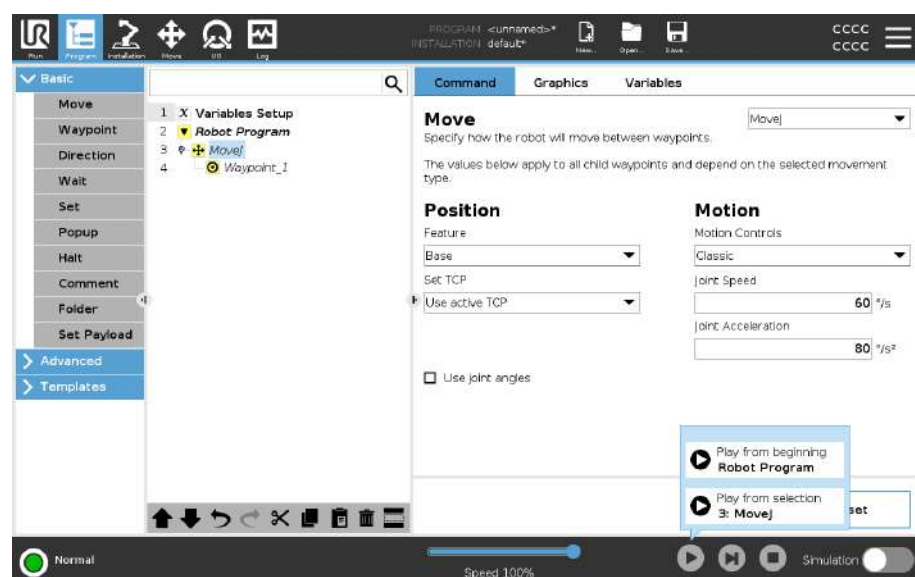 UR
PROGRAM <unnamed>*
INSTALLATION default*
CCCC
CCCC
Run Program Installation Move I/O Log New... Open... Save...
Basic
Move
Waypoint
Direction
Wait
Set
Popup
Halt
Comment
Folder
Set Payload
Advanced
Templates
1 X Variables Setup
2 Robot Program
3 MoveJ
4 Waypoint_1
Command Graphics Variables
Move
MoveJ
Specify how the robot will move between waypoints.
The values below apply to all child waypoints and depend on the selected movement
type.
Position
Feature
Base
Set TCP
Use active TCP
Use joint angles
Motion
Motion Controls
Classic
Joint Speed
60 °/s
Joint Acceleration
80 °/s²
Play from beginning
Robot Program
Play from selection
3: MoveJ
set
Normal
Speed 100%
Simulation